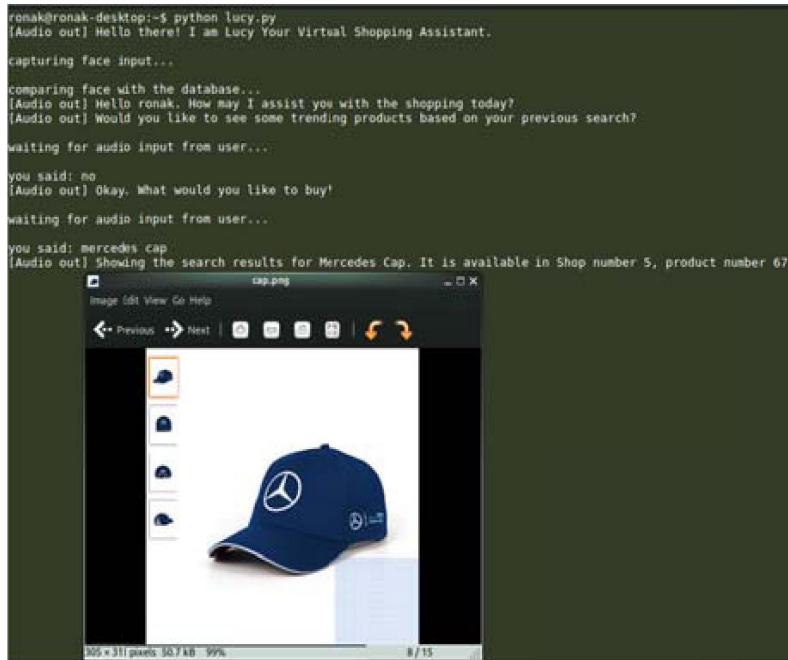 ronak@ronak-desktop:~$ python lucy.py
[Audio out] Hello there! I am Lucy Your Virtual Shopping Assistant.
capturing face input...
comparing face with the database...
[Audio out] Hello ronak. How may I assist you with the shopping today?
[Audio out] Would you like to see some trending products based on your previous search?
waiting for audio input from user...
you said: no
[Audio out] Okay. What would you like to buy!
waiting for audio input from user...
you said: mercedes cap
[Audio out] Showing the search results for Mercedes Cap. It is available in Shop number 5, product number 67
cap.png
Image Edit View Go Help
Previous Next
305 × 311 pixels 50.7 kB 99% 8 / 15